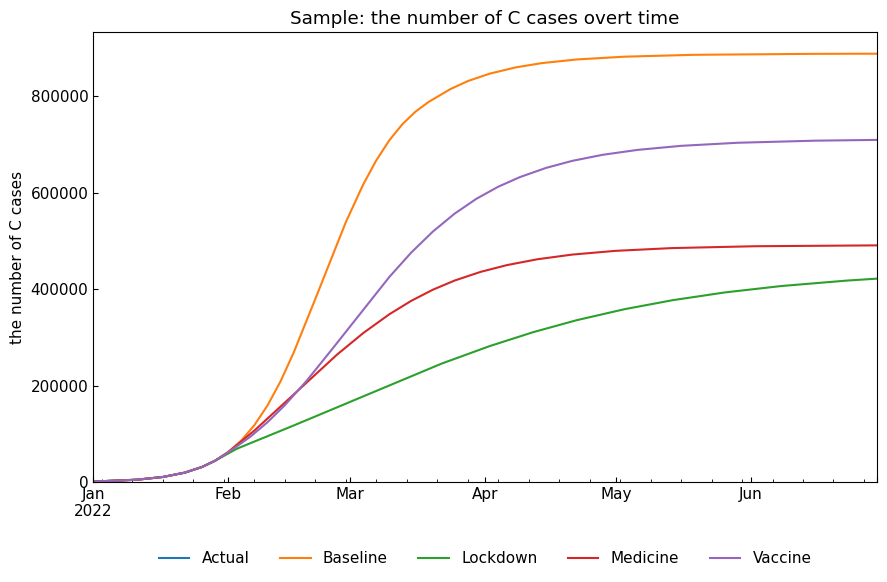 Sample: the number of C cases overt time
the number of C cases
800000
600000
400000
200000
0
Jan
2022
Feb
Mar
Apr
May
Jun
Actual
Baseline
Lockdown
Medicine
Vaccine